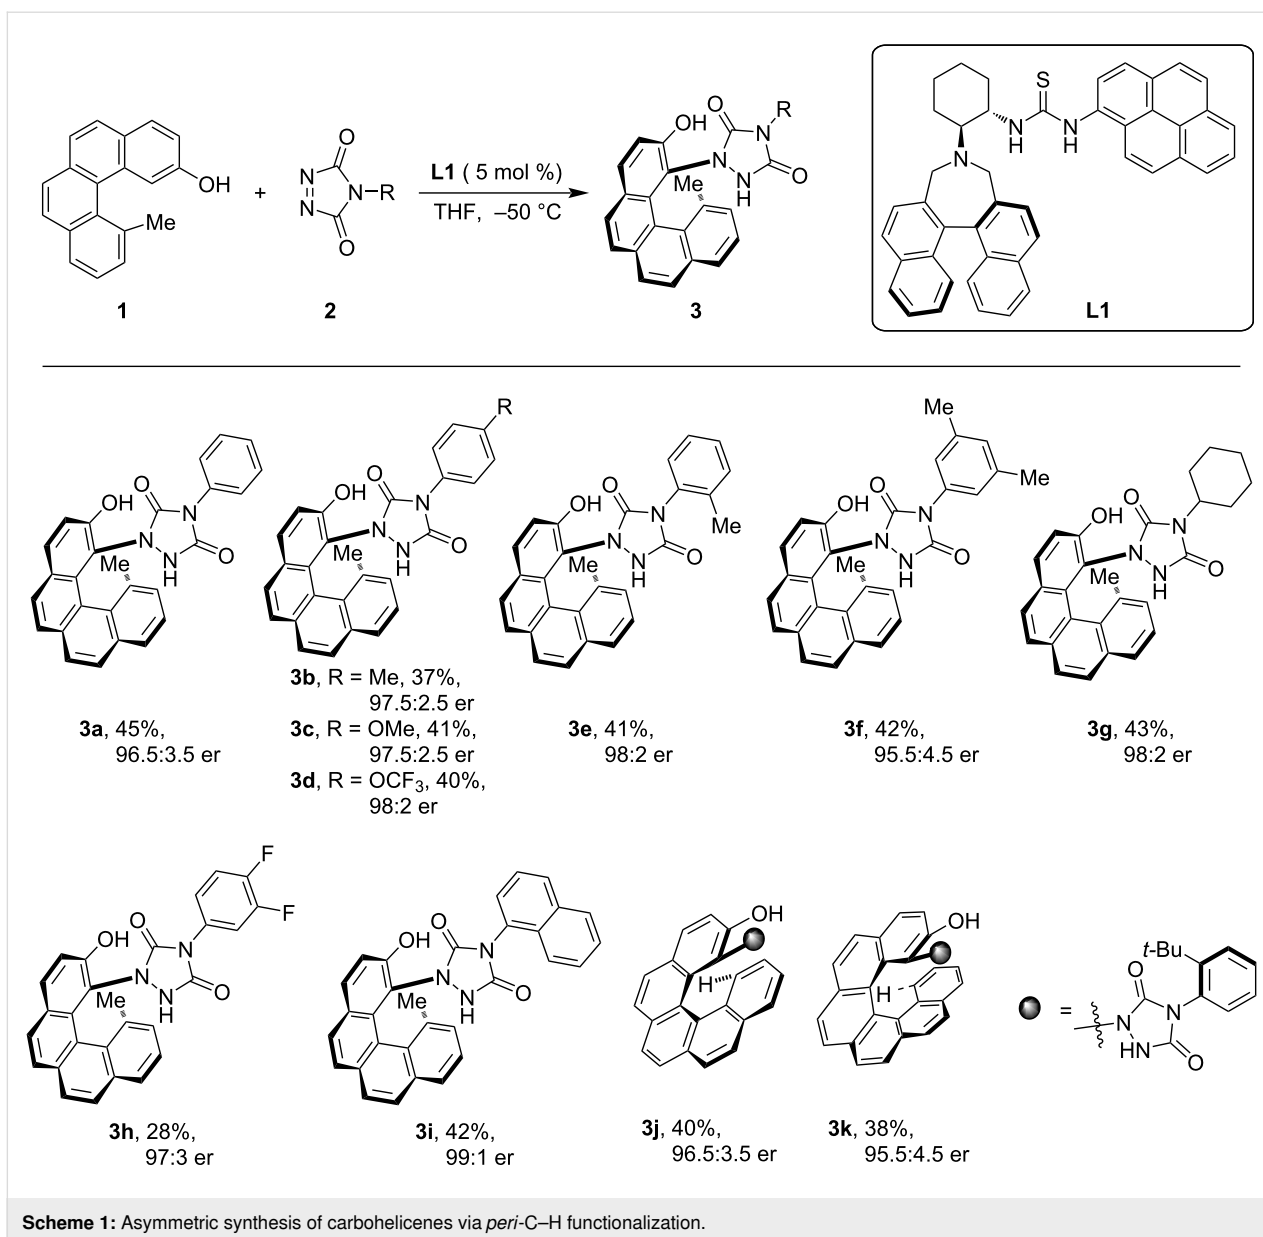 OH
Me
1
+
O
N
N
N–R
O
2
L1 ( 5 mol %)
THF, –50 °C
OH
O
N
R
N
N
H
O
Me
3
S
N
H
N
H
N
L1
OH
O
N
N
N
H
O
Me
3a, 45%,
96.5:3.5 er
R
OH
O
N
N
NH
O
Me
3b, R = Me, 37%,
97.5:2.5 er
3c, R = OMe, 41%,
97.5:2.5 er
3d, R = OCF3, 40%,
98:2 er
OH
O
N
N
N
H
O
Me
Me
3e, 41%,
98:2 er
Me
Me
OH
O
N
N
N
H
O
Me
3f, 42%,
95.5:4.5 er
OH
O
N
N
N
H
O
Me
3g, 43%,
98:2 er
F
F
OH
O
N
N
N
H
O
Me
3h, 28%,
97:3 er
OH
O
N
N
N
H
O
Me
3i, 42%,
99:1 er
OH
H
3j, 40%,
96.5:3.5 er
OH
H
3k, 38%,
95.5:4.5 er
=
t-Bu
O
N
N
HN
O
Scheme 1: Asymmetric synthesis of carbohelicenes via peri-C–H functionalization.